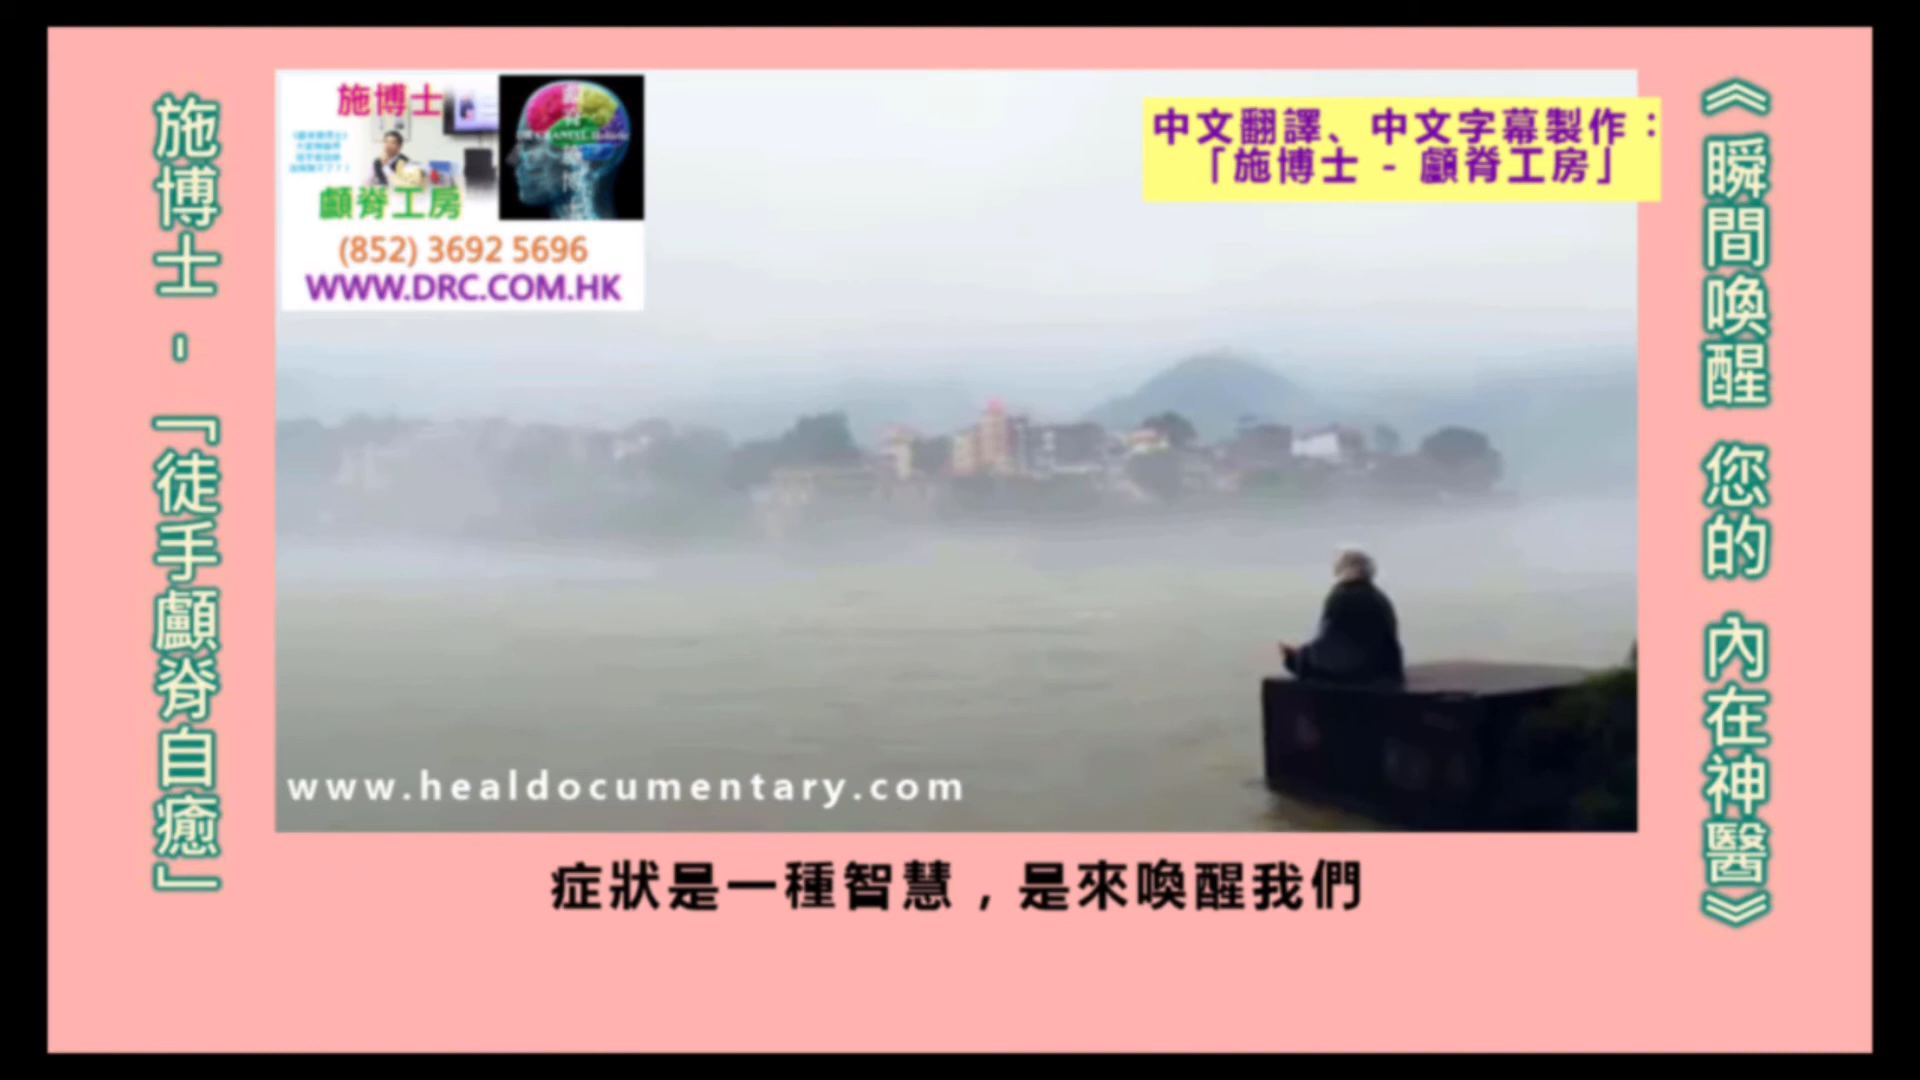 施博士 - 「徒手顱脊自癒」
施博士
顱脊工房
(852) 3692 5696
WWW.DRC.COM.HK
中文翻譯、中文字幕製作：
「施博士 - 顱脊工房」
《瞬間喚醒 您的 內在神醫》
www.healdocumentary.com
症狀是一種智慧，是來喚醒我們